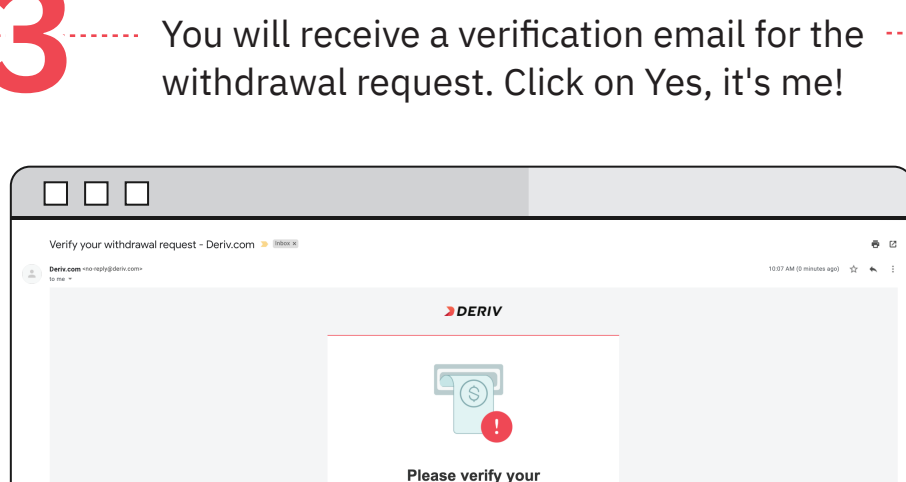 3
You will receive a verification email for the
withdrawal request. Click on Yes, it's me!
Verify your withdrawal request - Deriv.com Inbox x
Deriv.com <no-reply@deriv.com>
10:07 AM (0 minutes ago)
to me
DERIV
$
!
Please verify your